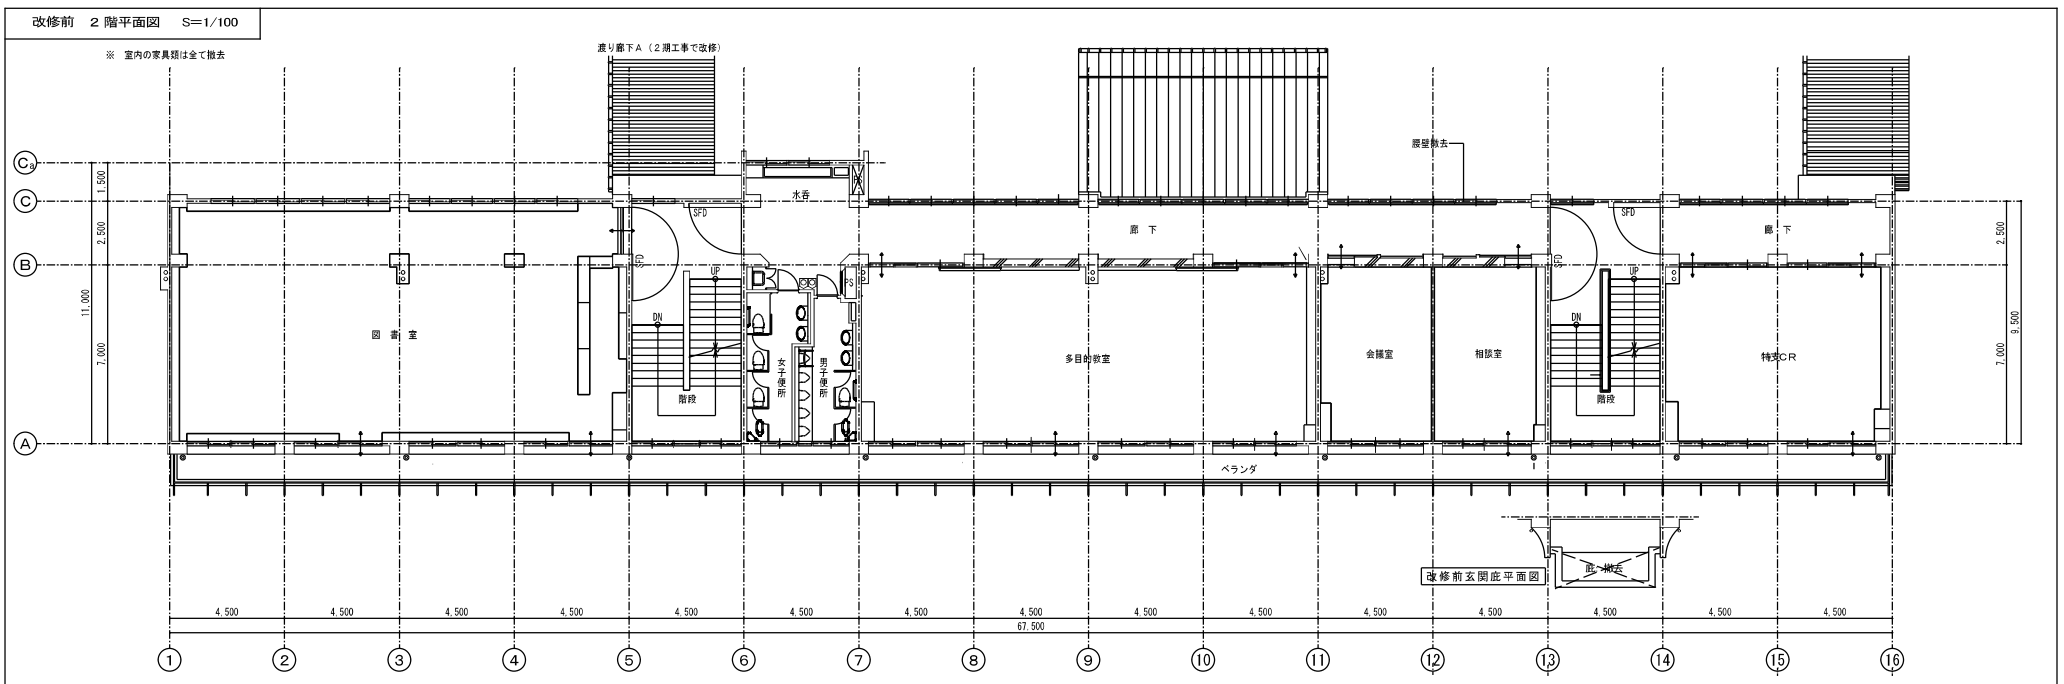 改修前　2 階平面図　S=1/100
※　室内の家具類は全て撤去
渡り廊下A（2期工事で改修）
腰壁撤去
Ca
C
B
A
1,500
2,500
7,000
11,000
2,500
7,000
9,500
水呑
PS
SFD
SFD
UP
DN
階段
図　書　室
PS
女子便所
男子便所
廊　下
多目的教室
会議室
相談室
SFD
SFD
UP
DN
階段
廊　下
特支CR
ベランダ
改修前玄関庇平面図
庇　撤去
4,500 4,500 4,500 4,500 4,500 4,500 4,500 4,500 4,500 4,500 4,500 4,500 4,500 4,500 4,500
67,500
1 2 3 4 5 6 7 8 9 10 11 12 13 14 15 16